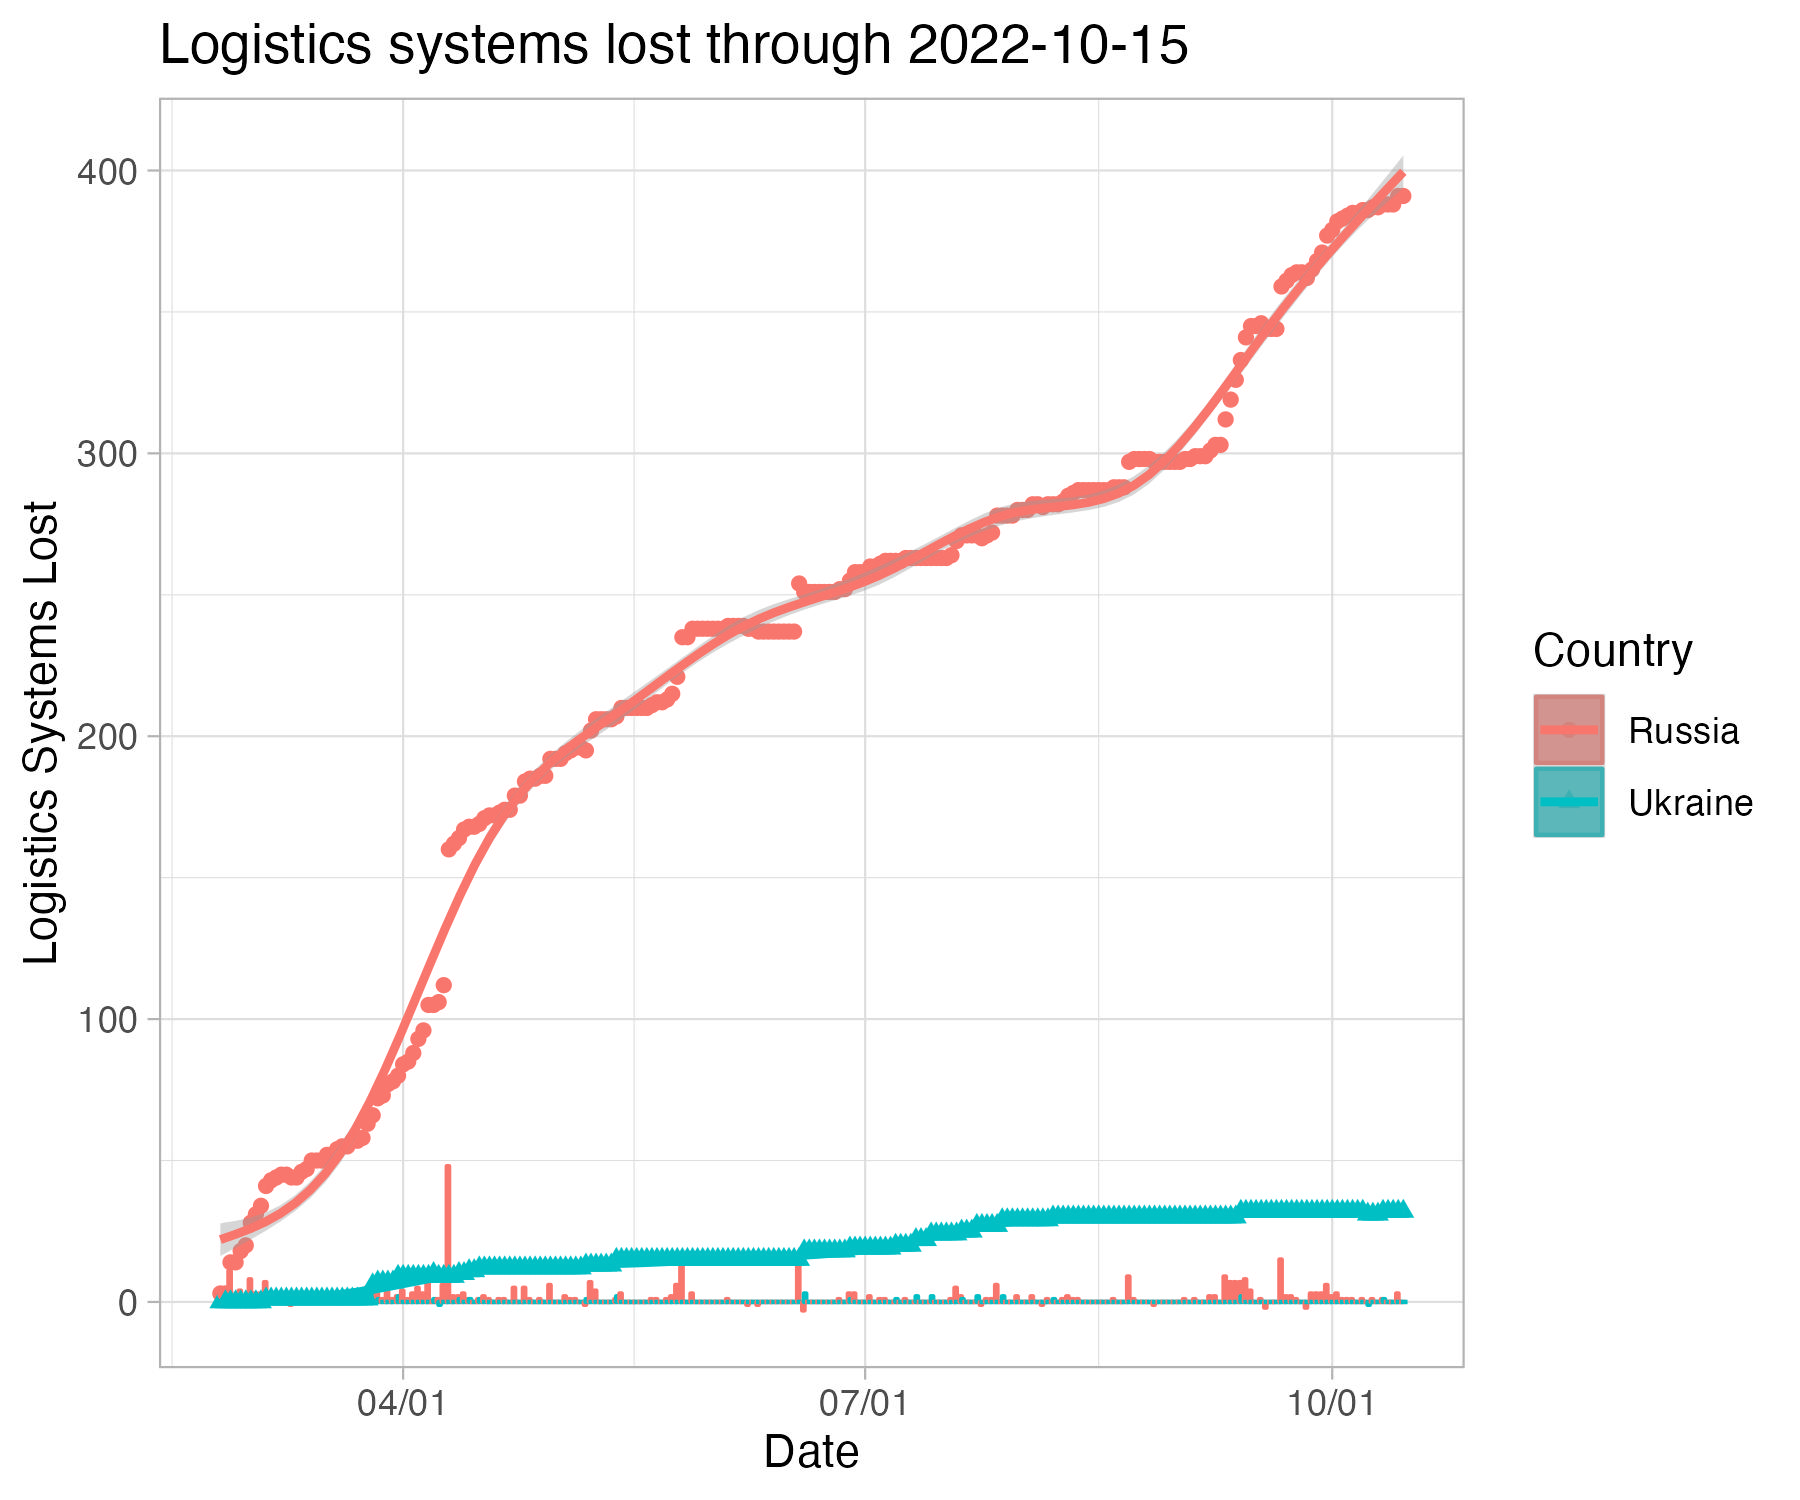 Logistics systems lost through 2022-10-15
Logistics Systems Lost
400
300
200
100
0
04/01
07/01
10/01
Date
Country
Russia
Ukraine